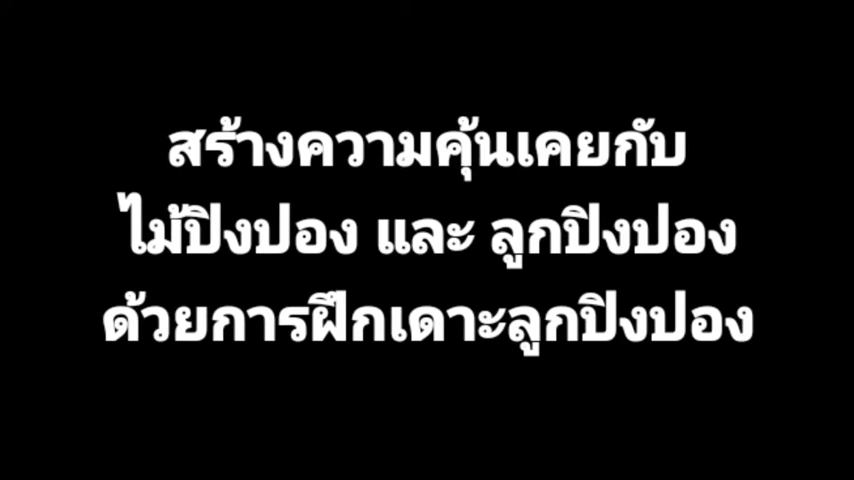 สร้างความคุ้นเคยกับ
ไม้ปิงปอง และ ลูกปิงปอง
ด้วยการฝึกเดาะลูกปิงปอง